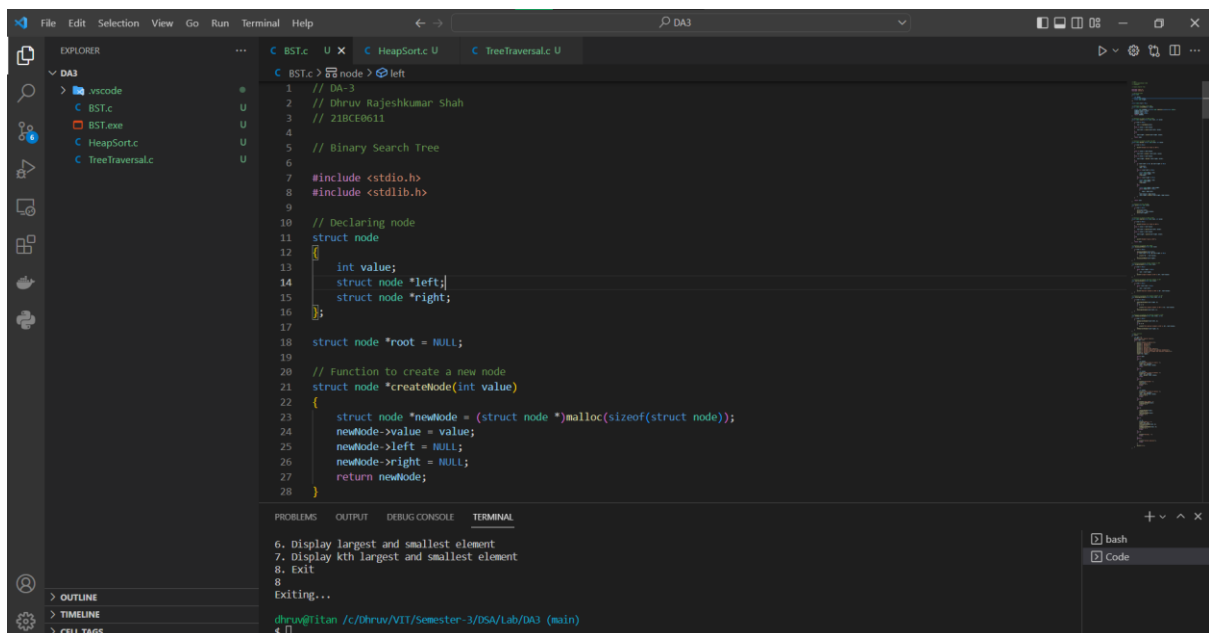 File Edit Selection View Go Run Terminal Help
DA3
EXPLORER
DA3
.vscode
BST.c U
BST.exe U
HeapSort.c U
TreeTraversal.c U
OUTLINE
TIMELINE
CELL TAGS
6
BST.c U HeapSort.c U TreeTraversal.c U
BST.c > node > left
1 // DA-3
2 // Dhruv Rajeshkumar Shah
3 // 21BCE0611
4
5 // Binary Search Tree
6
7 #include <stdio.h>
8 #include <stdlib.h>
9
10 // Declaring node
11 struct node
12 {
13 int value;
14 struct node *left;
15 struct node *right;
16 };
17
18 struct node *root = NULL;
19
20 // Function to create a new node
21 struct node *createNode(int value)
22 {
23 struct node *newNode = (struct node *)malloc(sizeof(struct node));
24 newNode->value = value;
25 newNode->left = NULL;
26 newNode->right = NULL;
27 return newNode;
28 }
PROBLEMS OUTPUT DEBUG CONSOLE TERMINAL
6. Display largest and smallest element
7. Display kth largest and smallest element
8. Exit
8
Exiting...
dhruv@Titan /c/Dhruv/VIT/Semester-3/DSA/Lab/DA3 (main)
$
bash
Code